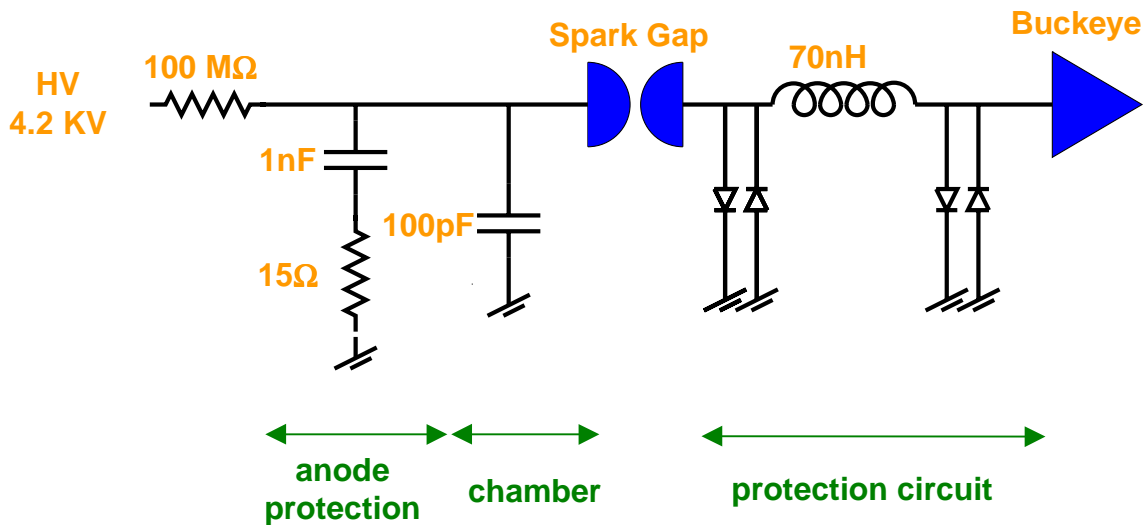 Spark Gap
Buckeye
HV
4.2 KV
100 MΩ
70nH
1nF
100pF
15Ω
anode
protection
chamber
protection circuit